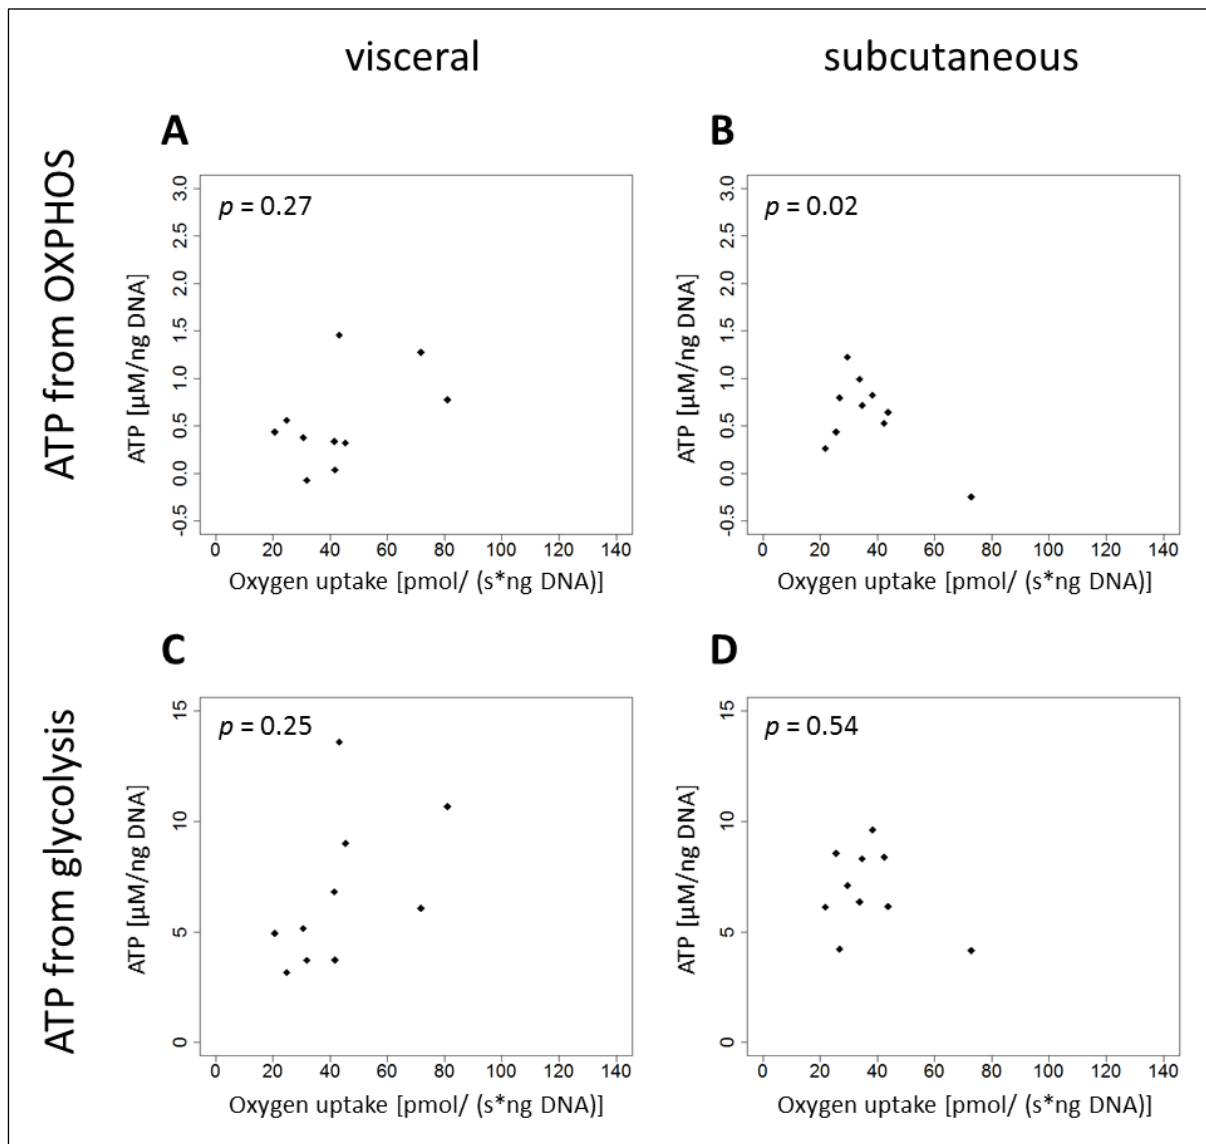 visceral
subcutaneous
ATP from OXPHOS
A
p = 0.27
ATP [µM/ng DNA]
3.0
2.5
2.0
1.5
1.0
0.5
0.0
-0.5
0 20 40 60 80 100 120 140
Oxygen uptake [pmol/ (s*ng DNA)]
B
p = 0.02
ATP [µM/ng DNA]
3.0
2.5
2.0
1.5
1.0
0.5
0.0
-0.5
0 20 40 60 80 100 120 140
Oxygen uptake [pmol/ (s*ng DNA)]
ATP from glycolysis
C
p = 0.25
ATP [µM/ng DNA]
15
10
5
0
0 20 40 60 80 100 120 140
Oxygen uptake [pmol/ (s*ng DNA)]
D
p = 0.54
ATP [µM/ng DNA]
15
10
5
0
0 20 40 60 80 100 120 140
Oxygen uptake [pmol/ (s*ng DNA)]